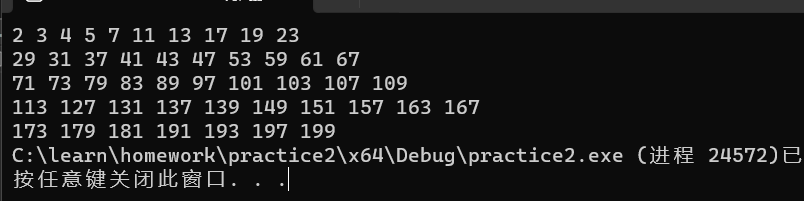 2 3 4 5 7 11 13 17 19 23
29 31 37 41 43 47 53 59 61 67
71 73 79 83 89 97 101 103 107 109
113 127 131 137 139 149 151 157 163 167
173 179 181 191 193 197 199
C:\learn\homework\practice2\x64\Debug\practice2.exe (进程 24572)已
按任意键关闭此窗口. . .